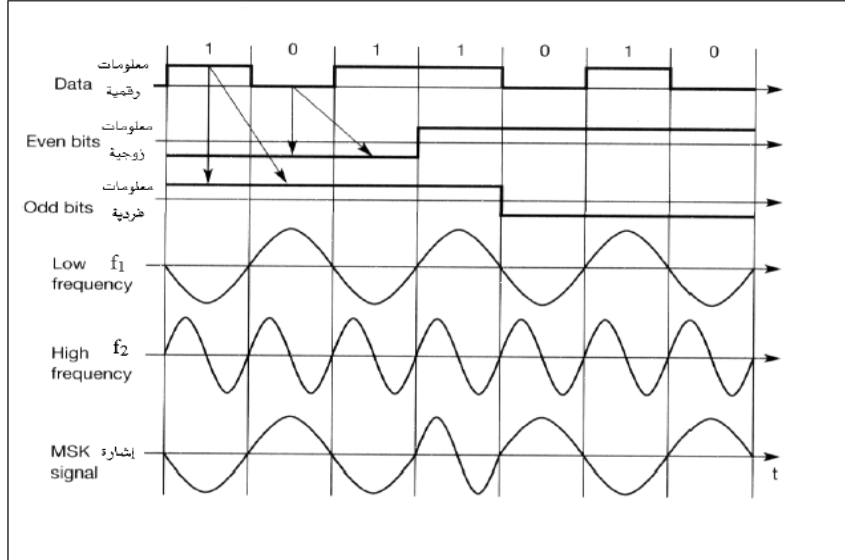 1 0 1 1 0 1 0
معلومات
Data رقمية
معلومات
Even bits زوجية
معلومات
Odd bits فردية
Low f₁
frequency
High f₂
frequency
MSK إشارة
signal
t